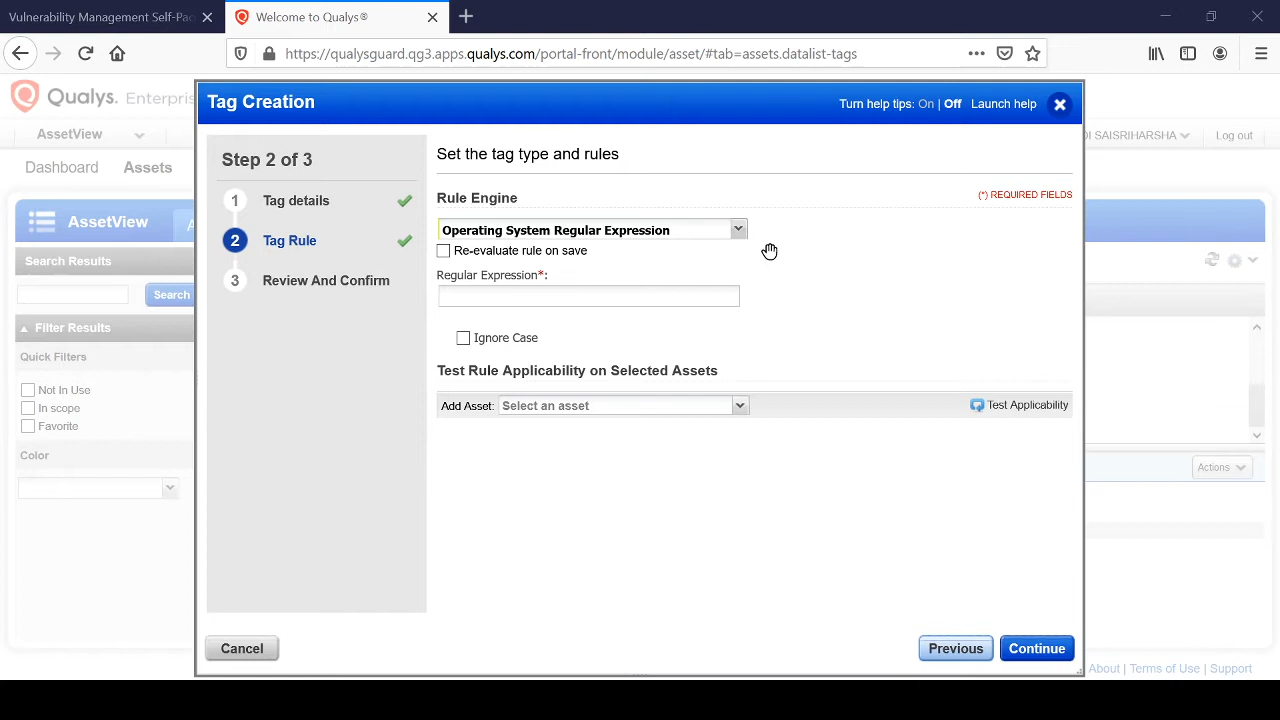 Vulnerability Management Self-Pac
Welcome to Qualys®
https://qualysguard.qg3.apps.qualys.com/portal-front/module/asset/#tab=assets.datalist-tags
Qualys. Enterpris
Tag Creation
Turn help tips: On | Off Launch help
AssetView
DI SAISRIHARSHA
Log out
Dashboard Assets
Step 2 of 3
1 Tag details
2 Tag Rule
3 Review And Confirm
Set the tag type and rules
Rule Engine
(*) REQUIRED FIELDS
Operating System Regular Expression
Re-evaluate rule on save
Regular Expression*:
Ignore Case
Test Rule Applicability on Selected Assets
Add Asset: Select an asset
Test Applicability
AssetView
Search Results
Search
Filter Results
Quick Filters
Not In Use
In scope
Favorite
Color
Actions
Cancel
Previous
Continue
About | Terms of Use | Support